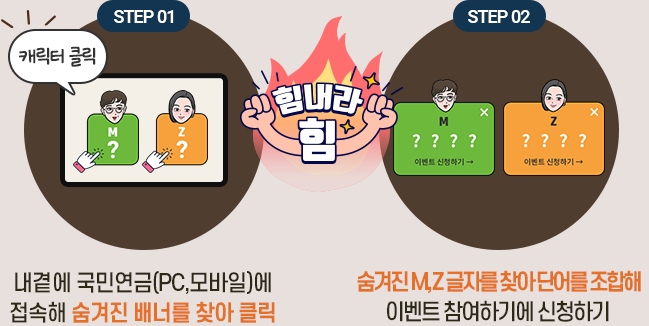 STEP 01
캐릭터 클릭
M
?
Z
?
내곁에 국민연금(PC,모바일)에
접속해 숨겨진 배너를 찾아 클릭
힘내라
힘
STEP 02
M
? ? ? ?
이벤트 신청하기 →
Z
? ? ? ?
이벤트 신청하기 →
숨겨진 M,Z 글자를 찾아 단어를 조합해
이벤트 참여하기에 신청하기